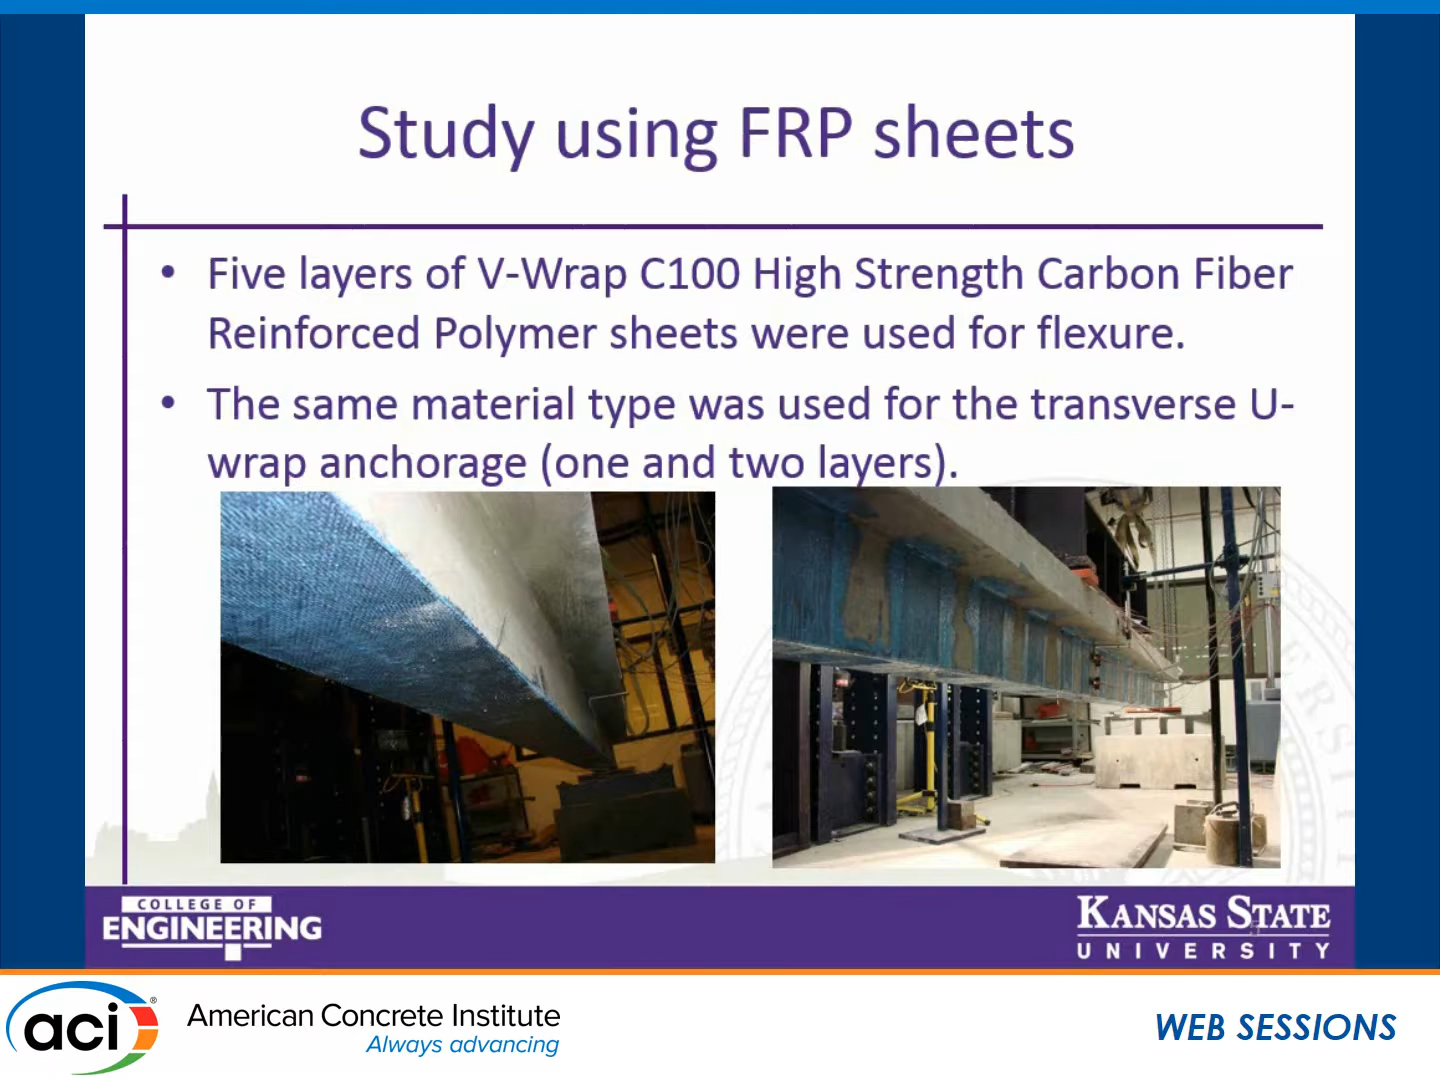 Study using FRP sheets
• Five layers of V-Wrap C100 High Strength Carbon Fiber
Reinforced Polymer sheets were used for flexure.
• The same material type was used for the transverse U-
wrap anchorage (one and two layers).
COLLEGE OF
ENGINEERING
KANSAS STATE
UNIVERSITY
aci®
American Concrete Institute
Always advancing
WEB SESSIONS